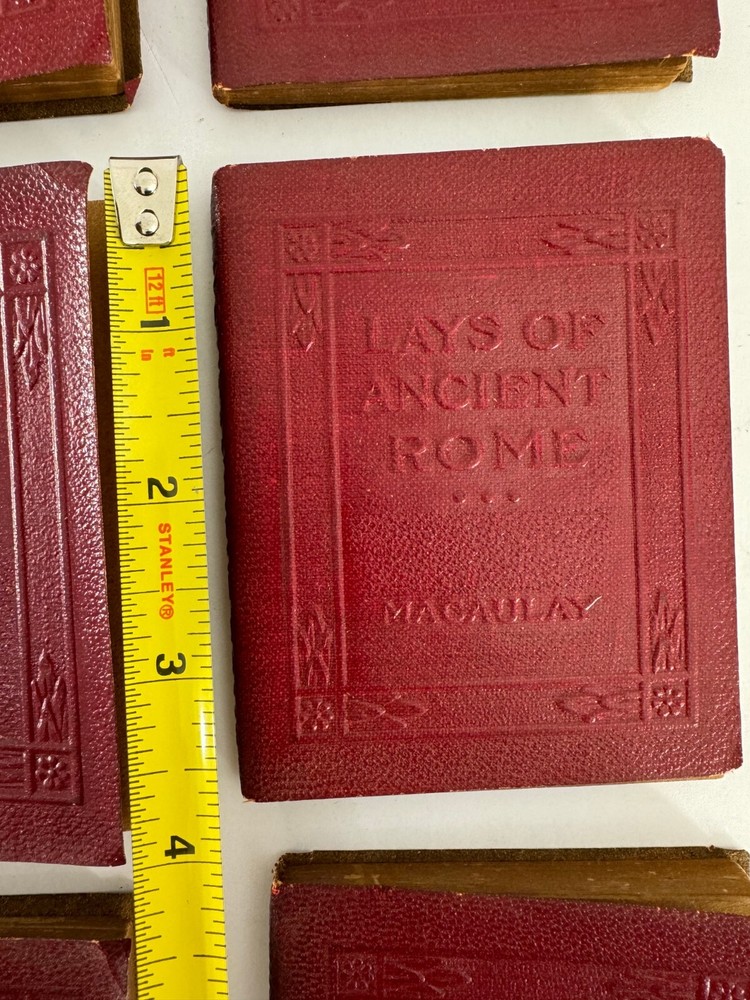 12 ft
1
in
ft
2
STANLEY®
3
4
LAYS OF
ANCIENT
ROME
...
MACAULAY